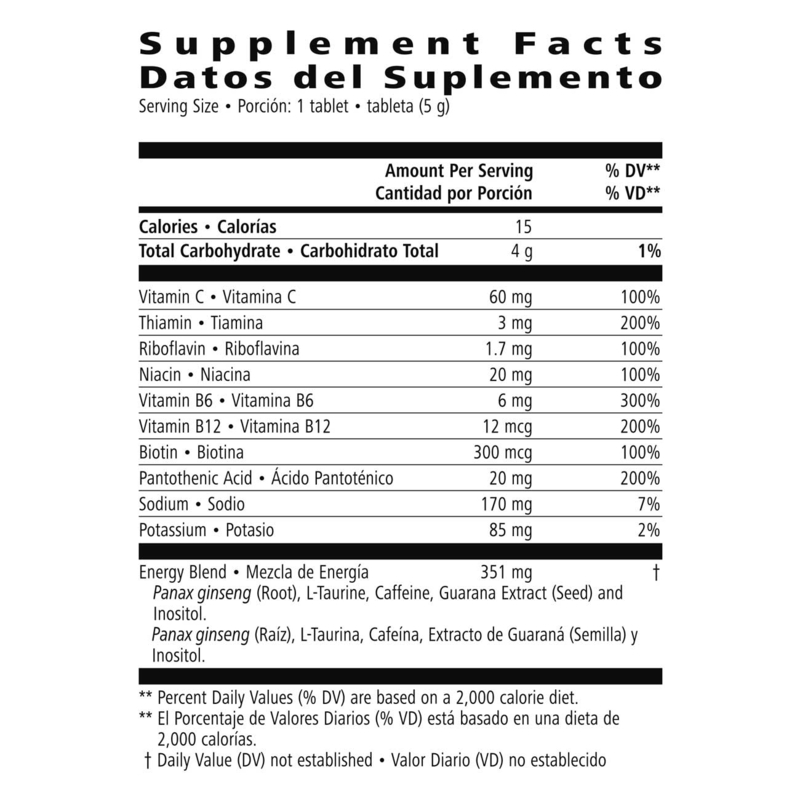 Supplement Facts
Datos del Suplemento
Serving Size • Porción: 1 tablet • tableta (5 g)
Amount Per Serving % DV**
Cantidad por Porción % VD**
Calories • Calorías 15
Total Carbohydrate • Carbohidrato Total 4 g 1%
Vitamin C • Vitamina C 60 mg 100%
Thiamin • Tiamina 3 mg 200%
Riboflavin • Riboflavina 1.7 mg 100%
Niacin • Niacina 20 mg 100%
Vitamin B6 • Vitamina B6 6 mg 300%
Vitamin B12 • Vitamina B12 12 mcg 200%
Biotin • Biotina 300 mcg 100%
Pantothenic Acid • Ácido Pantoténico 20 mg 200%
Sodium • Sodio 170 mg 7%
Potassium • Potasio 85 mg 2%
Energy Blend • Mezcla de Energía 351 mg †
Panax ginseng (Root), L-Taurine, Caffeine, Guarana Extract (Seed) and
Inositol.
Panax ginseng (Raíz), L-Taurina, Cafeína, Extracto de Guaraná (Semilla) y
Inositol.
** Percent Daily Values (% DV) are based on a 2,000 calorie diet.
** El Porcentaje de Valores Diarios (% VD) está basado en una dieta de
2,000 calorías.
† Daily Value (DV) not established • Valor Diario (VD) no establecido